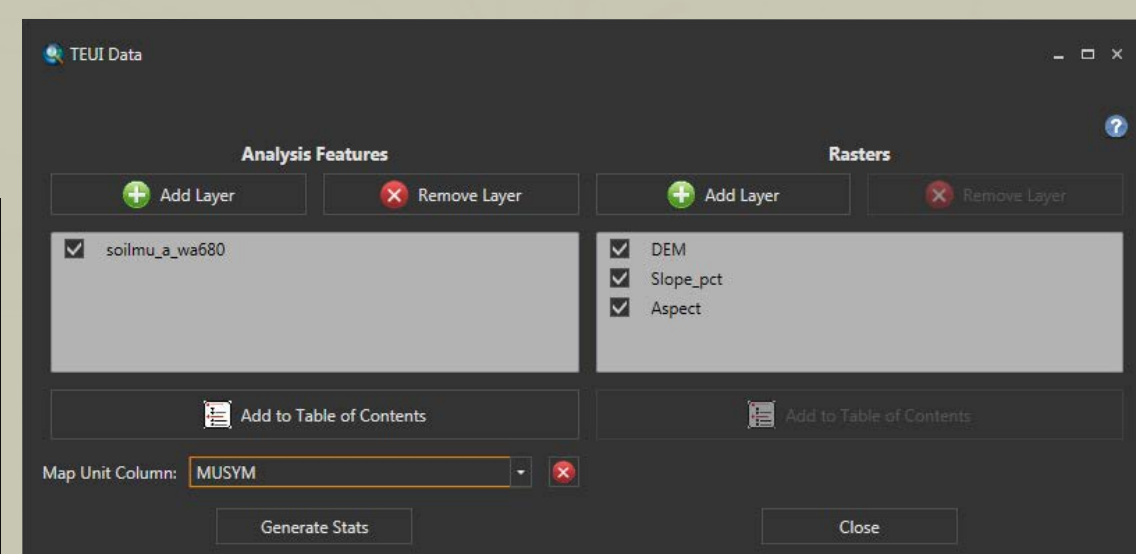 TEUI Data
?
Analysis Features
Rasters
Add Layer
Remove Layer
Add Layer
Remove Layer
soilmu_a_wa680
DEM
Slope_pct
Aspect
Add to Table of Contents
Add to Table of Contents
Map Unit Column: MUSYM
Generate Stats
Close